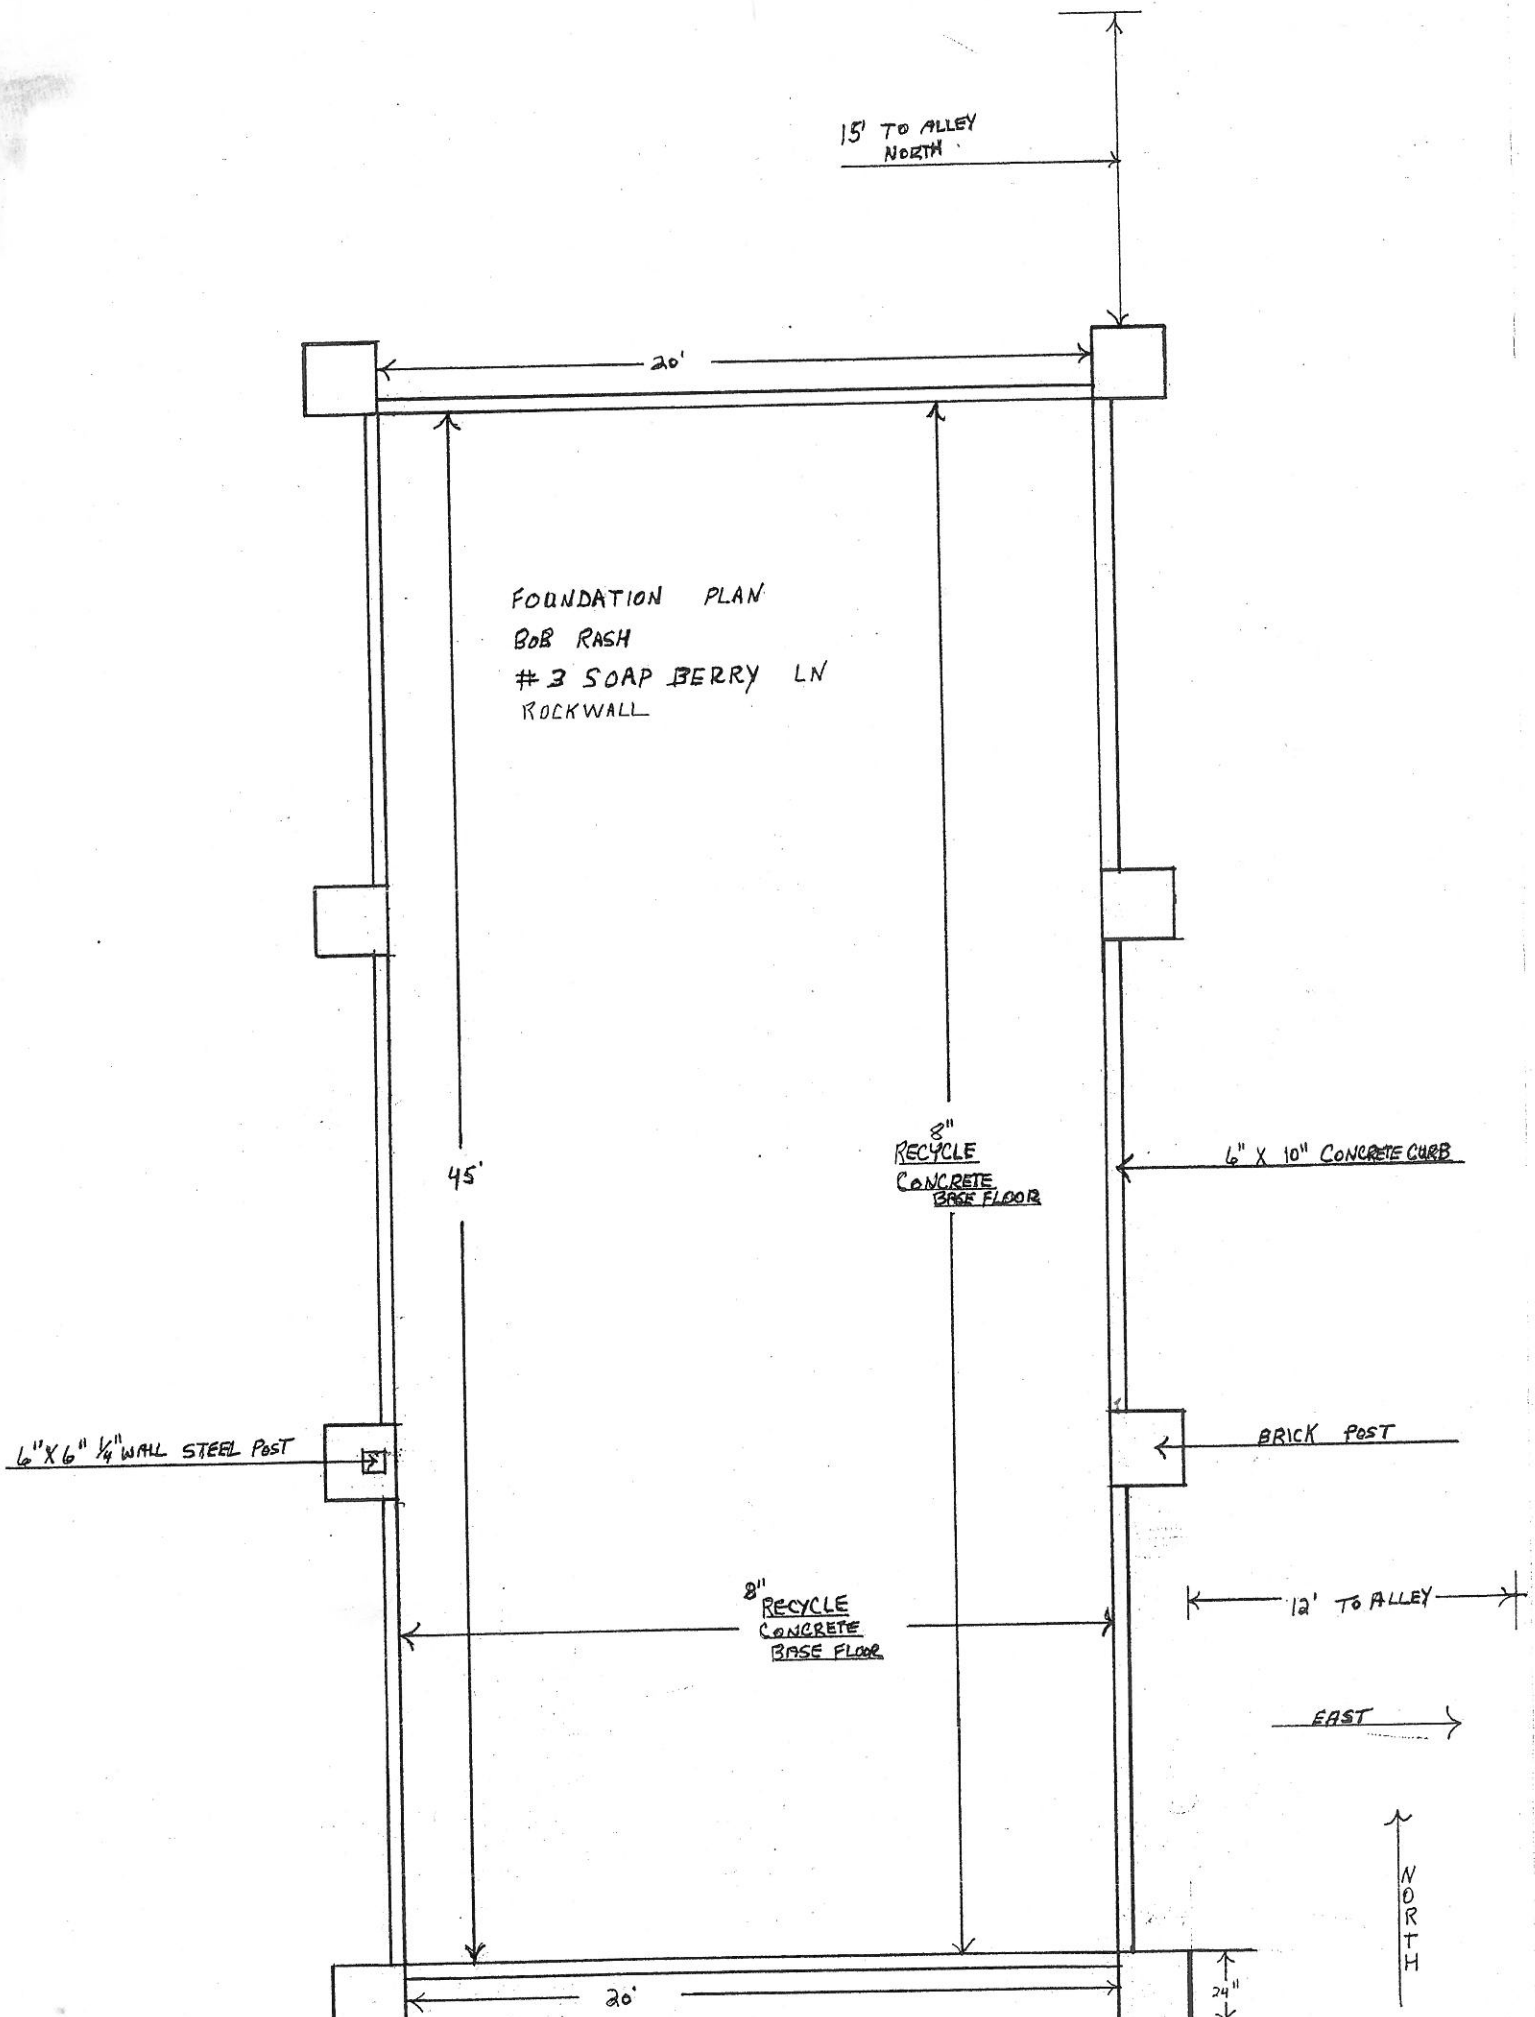 15' TO ALLEY
NORTH
20'
FOUNDATION PLAN
BOB RASH
#3 SOAP BERRY LN
ROCKWALL
8"
RECYCLE
CONCRETE
BASE FLOOR
45'
6" X 10" CONCRETE CURB
BRICK POST
6" X 6" 1/4" WALL STEEL POST
8"
RECYCLE
CONCRETE
BASE FLOOR
12' TO ALLEY
EAST
NORTH
20'
24"